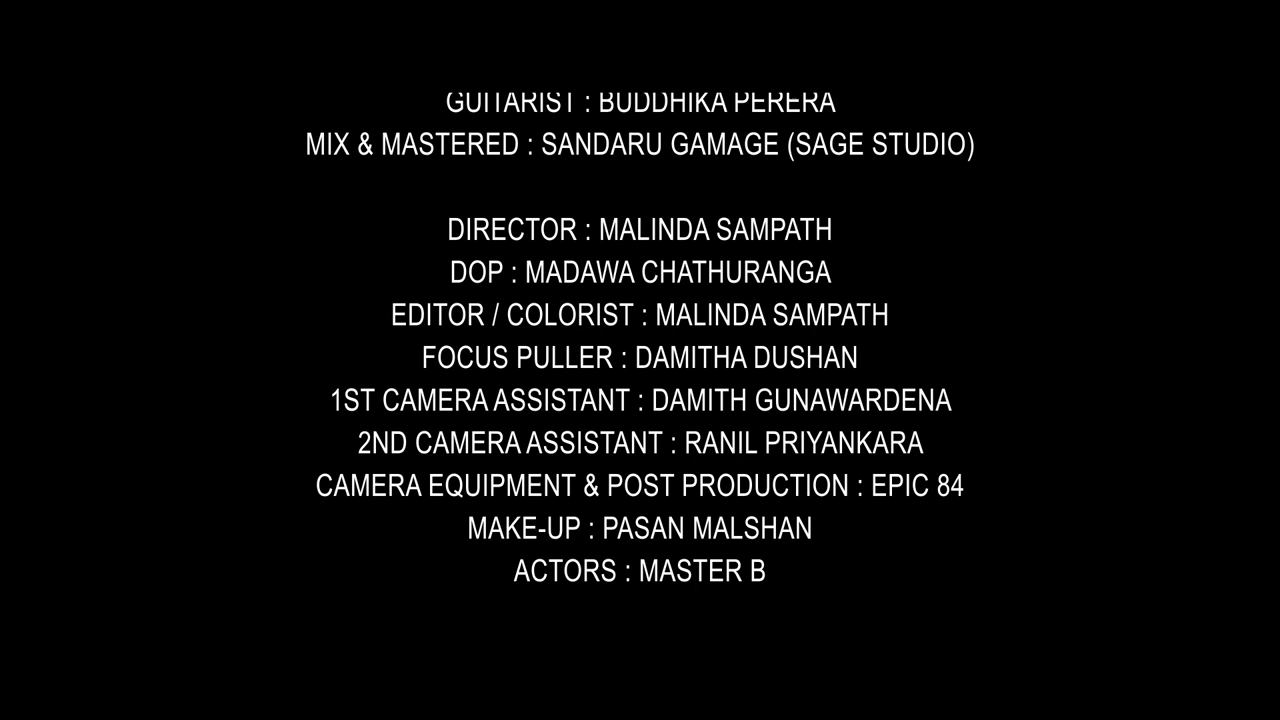 GUITARIST : BUDDHIKA PERERA
MIX & MASTERED : SANDARU GAMAGE (SAGE STUDIO)
DIRECTOR : MALINDA SAMPATH
DOP : MADAWA CHATHURANGA
EDITOR / COLORIST : MALINDA SAMPATH
FOCUS PULLER : DAMITHA DUSHAN
1ST CAMERA ASSISTANT : DAMITH GUNAWARDENA
2ND CAMERA ASSISTANT : RANIL PRIYANKARA
CAMERA EQUIPMENT & POST PRODUCTION : EPIC 84
MAKE-UP : PASAN MALSHAN
ACTORS : MASTER B